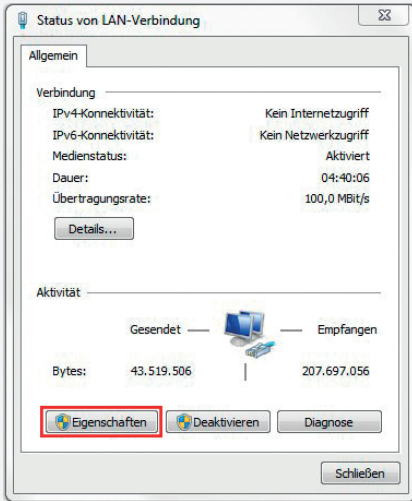 Status von LAN-Verbindung
Allgemein
Verbindung
IPv4-Konnektivität: Kein Internetzugriff
IPv6-Konnektivität: Kein Netzwerkzugriff
Medienstatus: Aktiviert
Dauer: 04:40:06
Übertragungsrate: 100,0 MBit/s
Details...
Aktivität
Gesendet Empfangen
Bytes: 43.519.506 207.697.056
Eigenschaften Deaktivieren Diagnose
Schließen